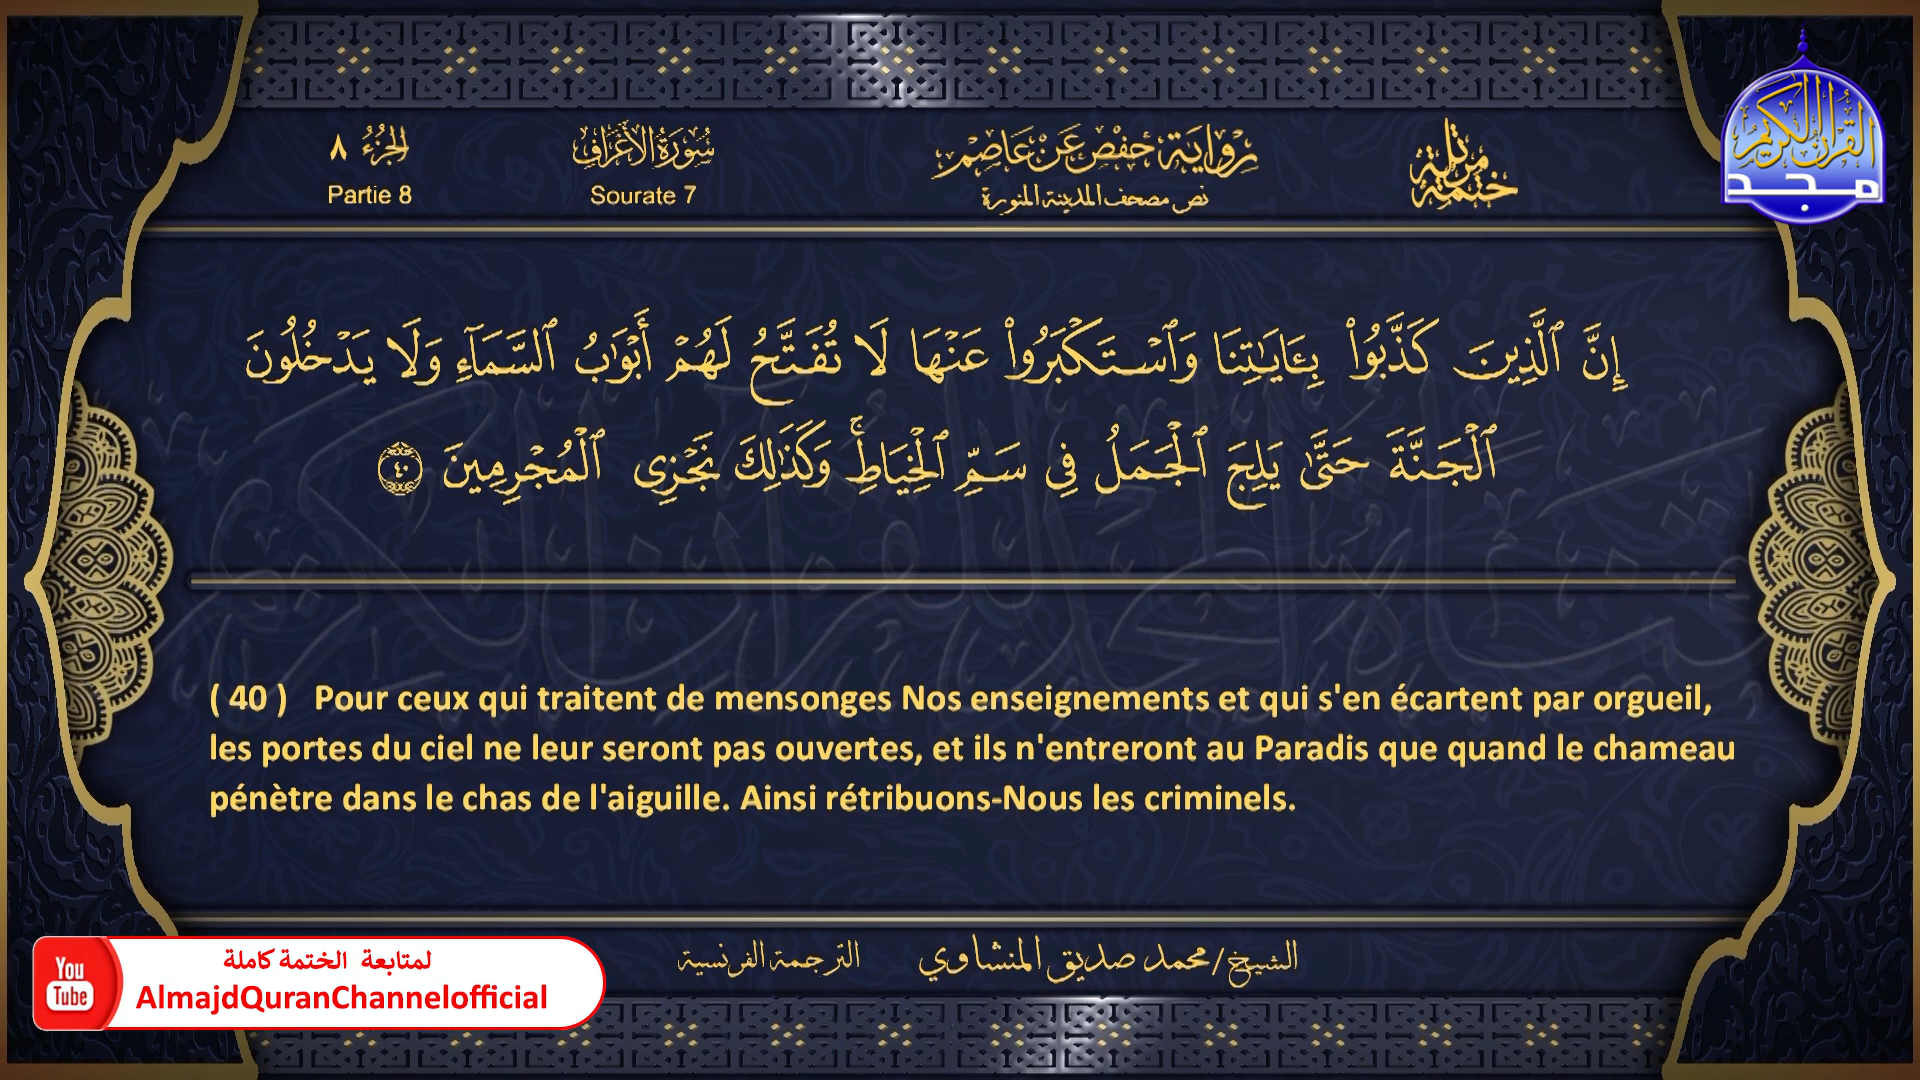 الجزء ٨
Partie 8
سورة الأعراف
Sourate 7
رواية حفص عن عاصم
نص مصحف المدينة المنورة
ختمة مرتلة
القرآن الكريم
مجد
إِنَّ ٱلَّذِينَ كَذَّبُواْ بِـَٔايَٰتِنَا وَٱسۡتَكۡبَرُواْ عَنۡهَا لَا تُفَتَّحُ لَهُمۡ أَبۡوَٰبُ ٱلسَّمَآءِ وَلَا يَدۡخُلُونَ
ٱلۡجَنَّةَ حَتَّىٰ يَلِجَ ٱلۡجَمَلُ فِي سَمِّ ٱلۡخِيَاطِۚ وَكَذَٰلِكَ نَجۡزِي ٱلۡمُجۡرِمِينَ ٤٠
( 40 ) Pour ceux qui traitent de mensonges Nos enseignements et qui s'en écartent par orgueil,
les portes du ciel ne leur seront pas ouvertes, et ils n'entreront au Paradis que quand le chameau
pénètre dans le chas de l'aiguille. Ainsi rétribuons-Nous les criminels.
الشيخ/محمد صديق المنشاوي
الترجمة الفرنسية
You
Tube
لمتابعة الختمة كاملة
AlmajdQuranChannelofficial